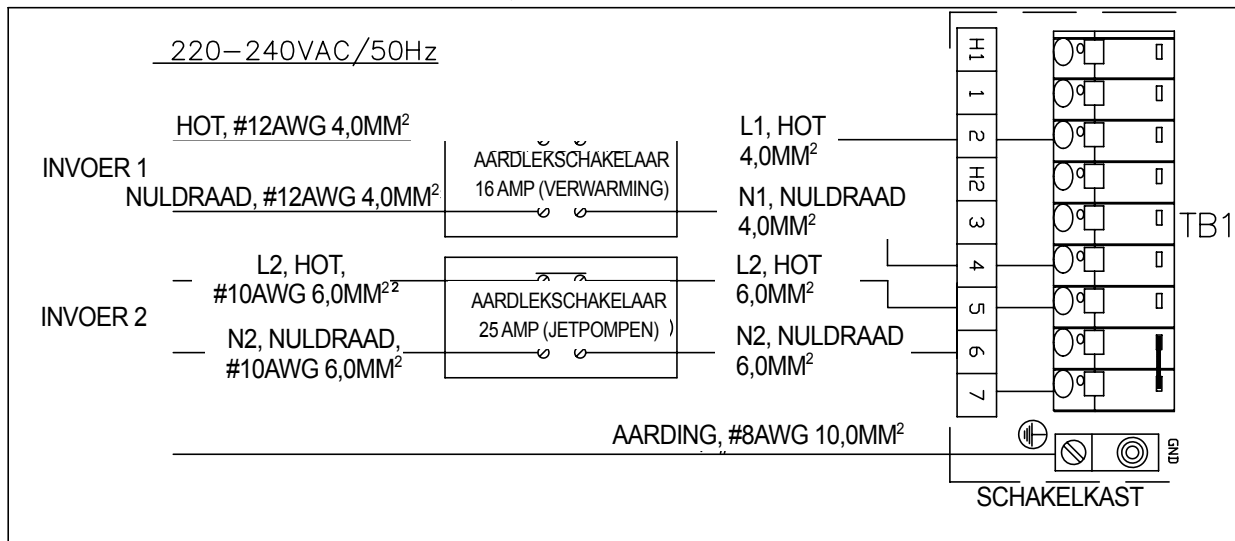 220-240VAC/50Hz
HOT, #12AWG 4,0MM²
INVOER 1
NULDRAAD, #12AWG 4,0MM²
AARDLEKSCHAKELAAR
16 AMP (VERWARMING)
L1, HOT
4,0MM²
N1, NULDRAAD
4,0MM²
INVOER 2
L2, HOT,
#10AWG 6,0MM²²
N2, NULDRAAD,
#10AWG 6,0MM²
AARDLEKSCHAKELAAR
25 AMP (JETPOMPEN) )
L2, HOT
6,0MM²
N2, NULDRAAD
6,0MM²
AARDING, #8AWG 10,0MM²
H1
1
2
H2
3
4
5
6
7
TB1
GND
SCHAKELKAST